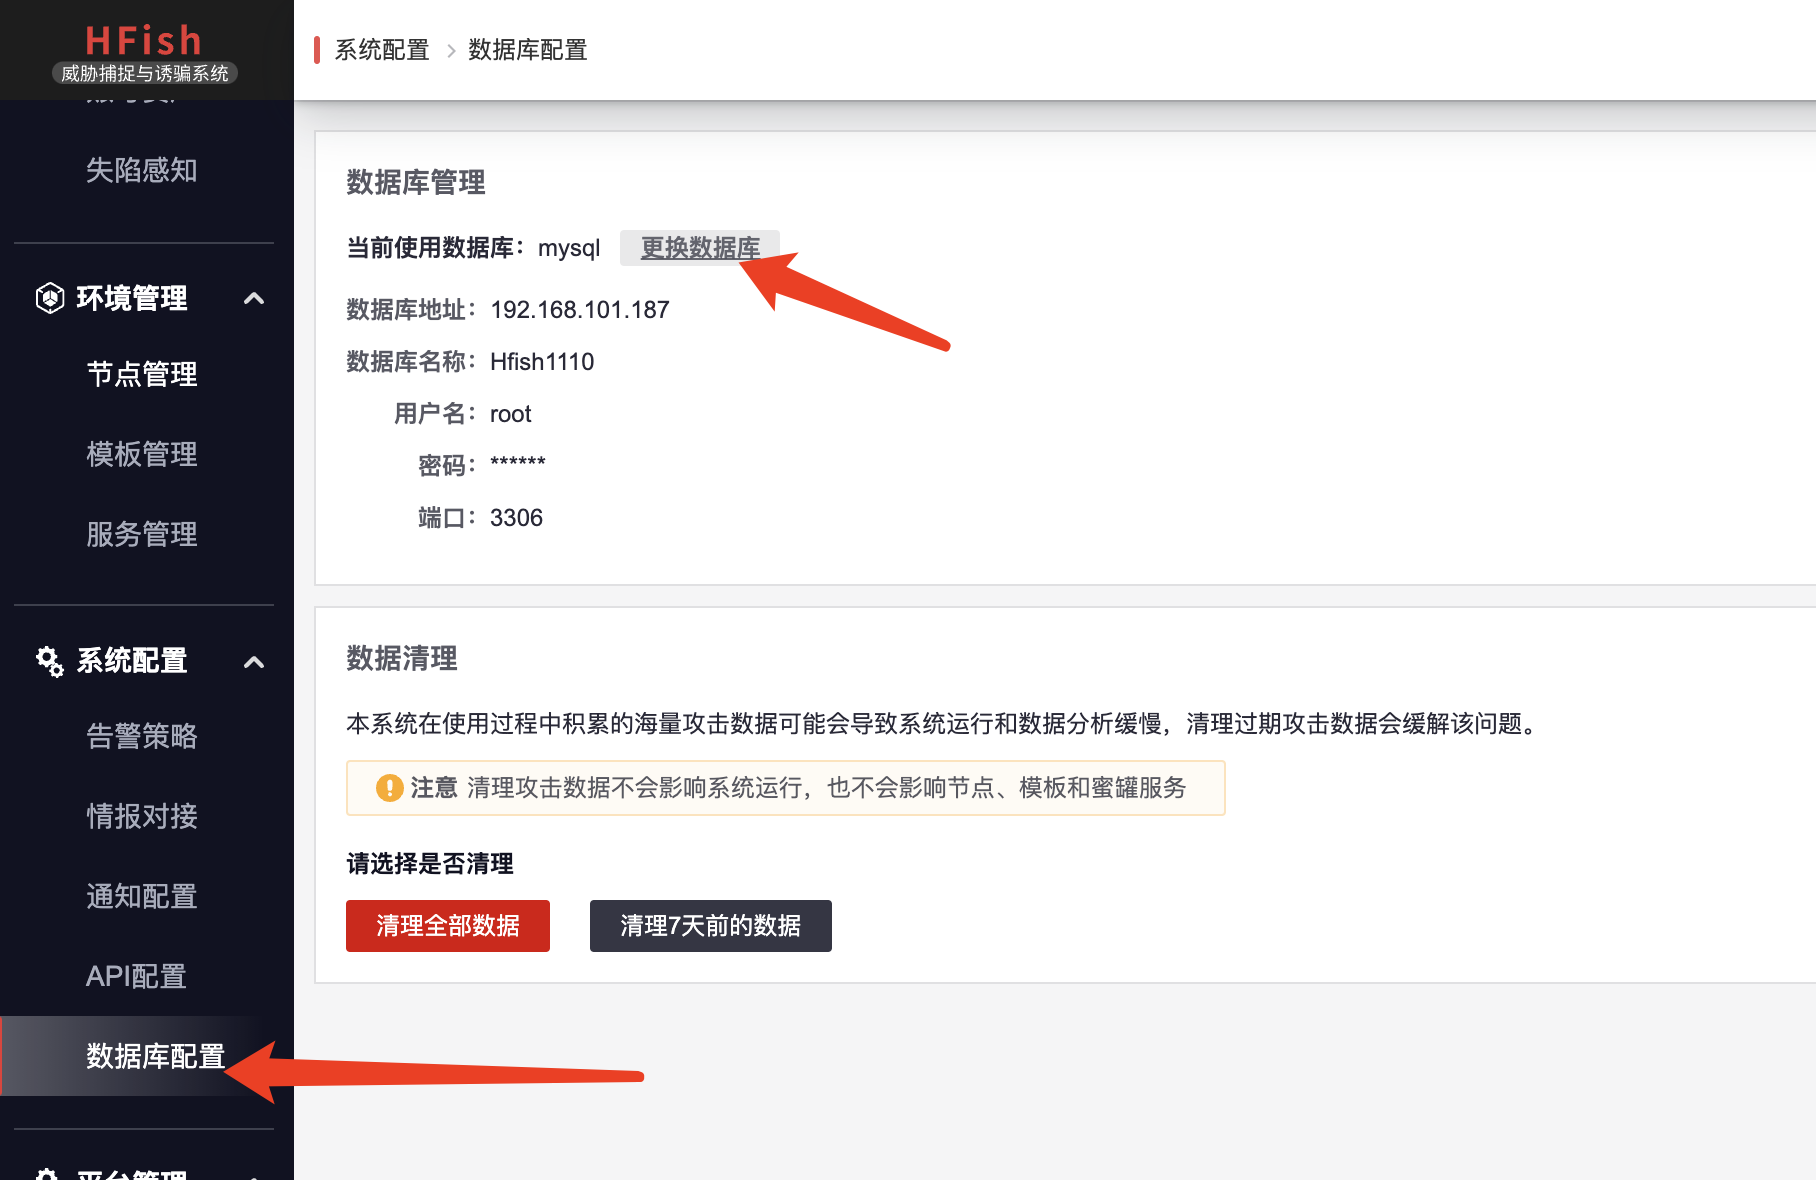 HFish
威胁捕捉与诱骗系统
失陷感知
环境管理
节点管理
模板管理
服务管理
系统配置
告警策略
情报对接
通知配置
API配置
数据库配置
平台管理
系统配置 > 数据库配置
数据库管理
当前使用数据库： mysql 更换数据库
数据库地址： 192.168.101.187
数据库名称： Hfish1110
用户名： root
密码： ******
端口： 3306
数据清理
本系统在使用过程中积累的海量攻击数据可能会导致系统运行和数据分析缓慢，清理过期攻击数据会缓解该问题。
注意 清理攻击数据不会影响系统运行，也不会影响节点、模板和蜜罐服务
请选择是否清理
清理全部数据 清理7天前的数据